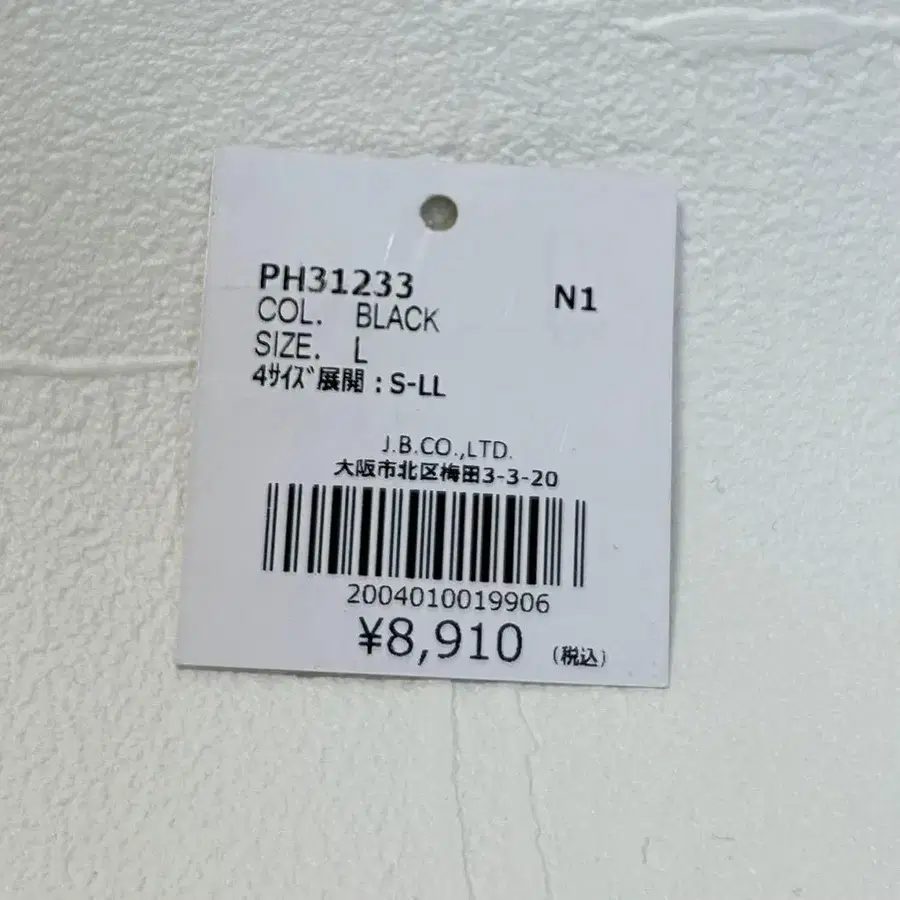 PH31233 N1
COL. BLACK
SIZE. L
4ｻｲｽﾞ展開：S-LL
J.B.CO.,LTD.
大阪市北区梅田3-3-20
2004010019906
¥8,910 (税込)